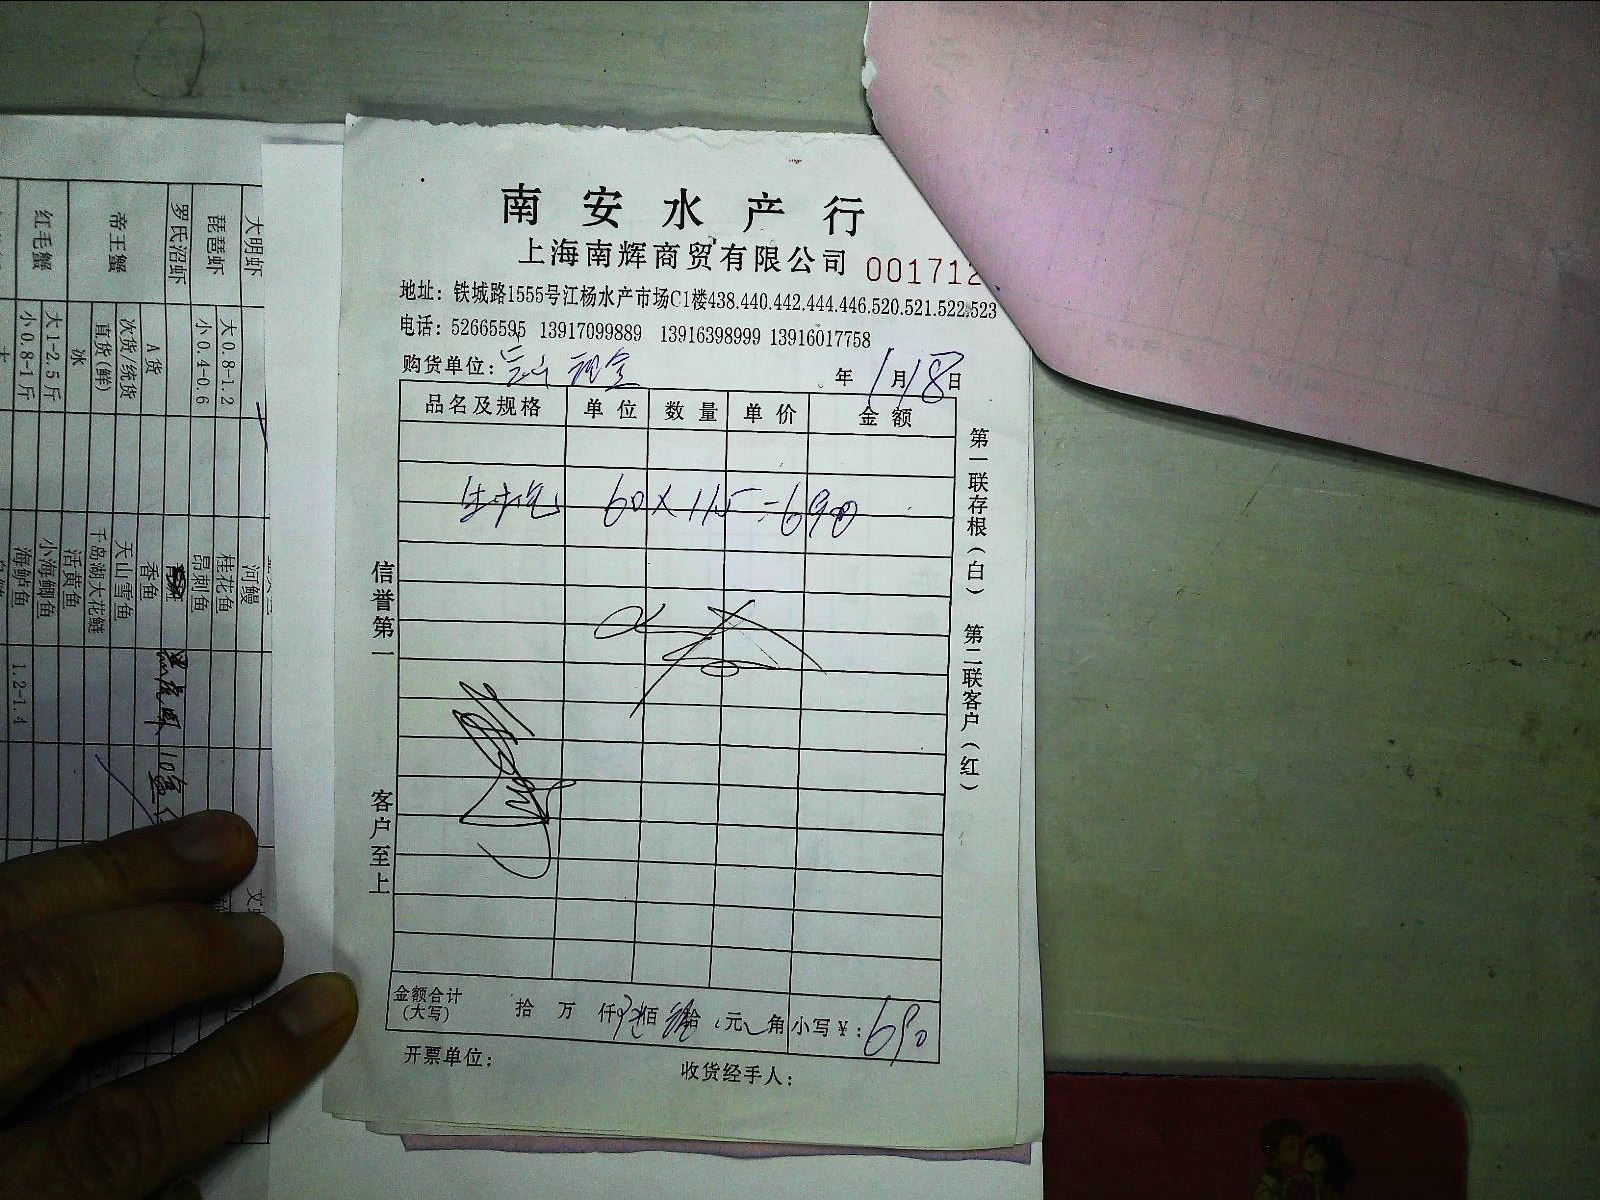 南安水产行
上海南辉商贸有限公司 001712
地址：铁城路1555号江杨水产市场C1楼438.440.442.444.446.520.521.522.523
电话：52665595 13917099889 13916398999 13916017758
购货单位： 现金 年 1月18日
品名及规格 单位 数量 单价 金额
60×11.5=690
信誉第一
客户至上
第一联存根(白) 第二联客户(红)
金额合计(大写) 拾 万 仟 陆佰 玖拾 元 角 小写￥：690
开票单位： 收货经手人：
大明虾
琵琶虾 大0.8-1.2 小0.4-0.6
罗氏沼虾
帝王蟹 A货 次货/统货 直货(鲜) 冰
红毛蟹 大1-2.5斤 小0.8-1斤
河鳗
桂花鱼
昂刺鱼
香鱼
天山雪鱼
千岛湖大花鲢
活黄鱼
小海鲫鱼
海鲈鱼 1.2-1.4